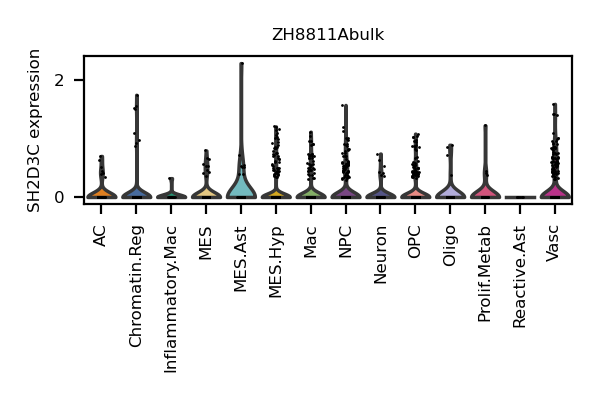 ZH8811Abulk
SH2D3C expression
2
0
AC
Chromatin.Reg
Inflammatory.Mac
MES
MES.Ast
MES.Hyp
Mac
NPC
Neuron
OPC
Oligo
Prolif.Metab
Reactive.Ast
Vasc